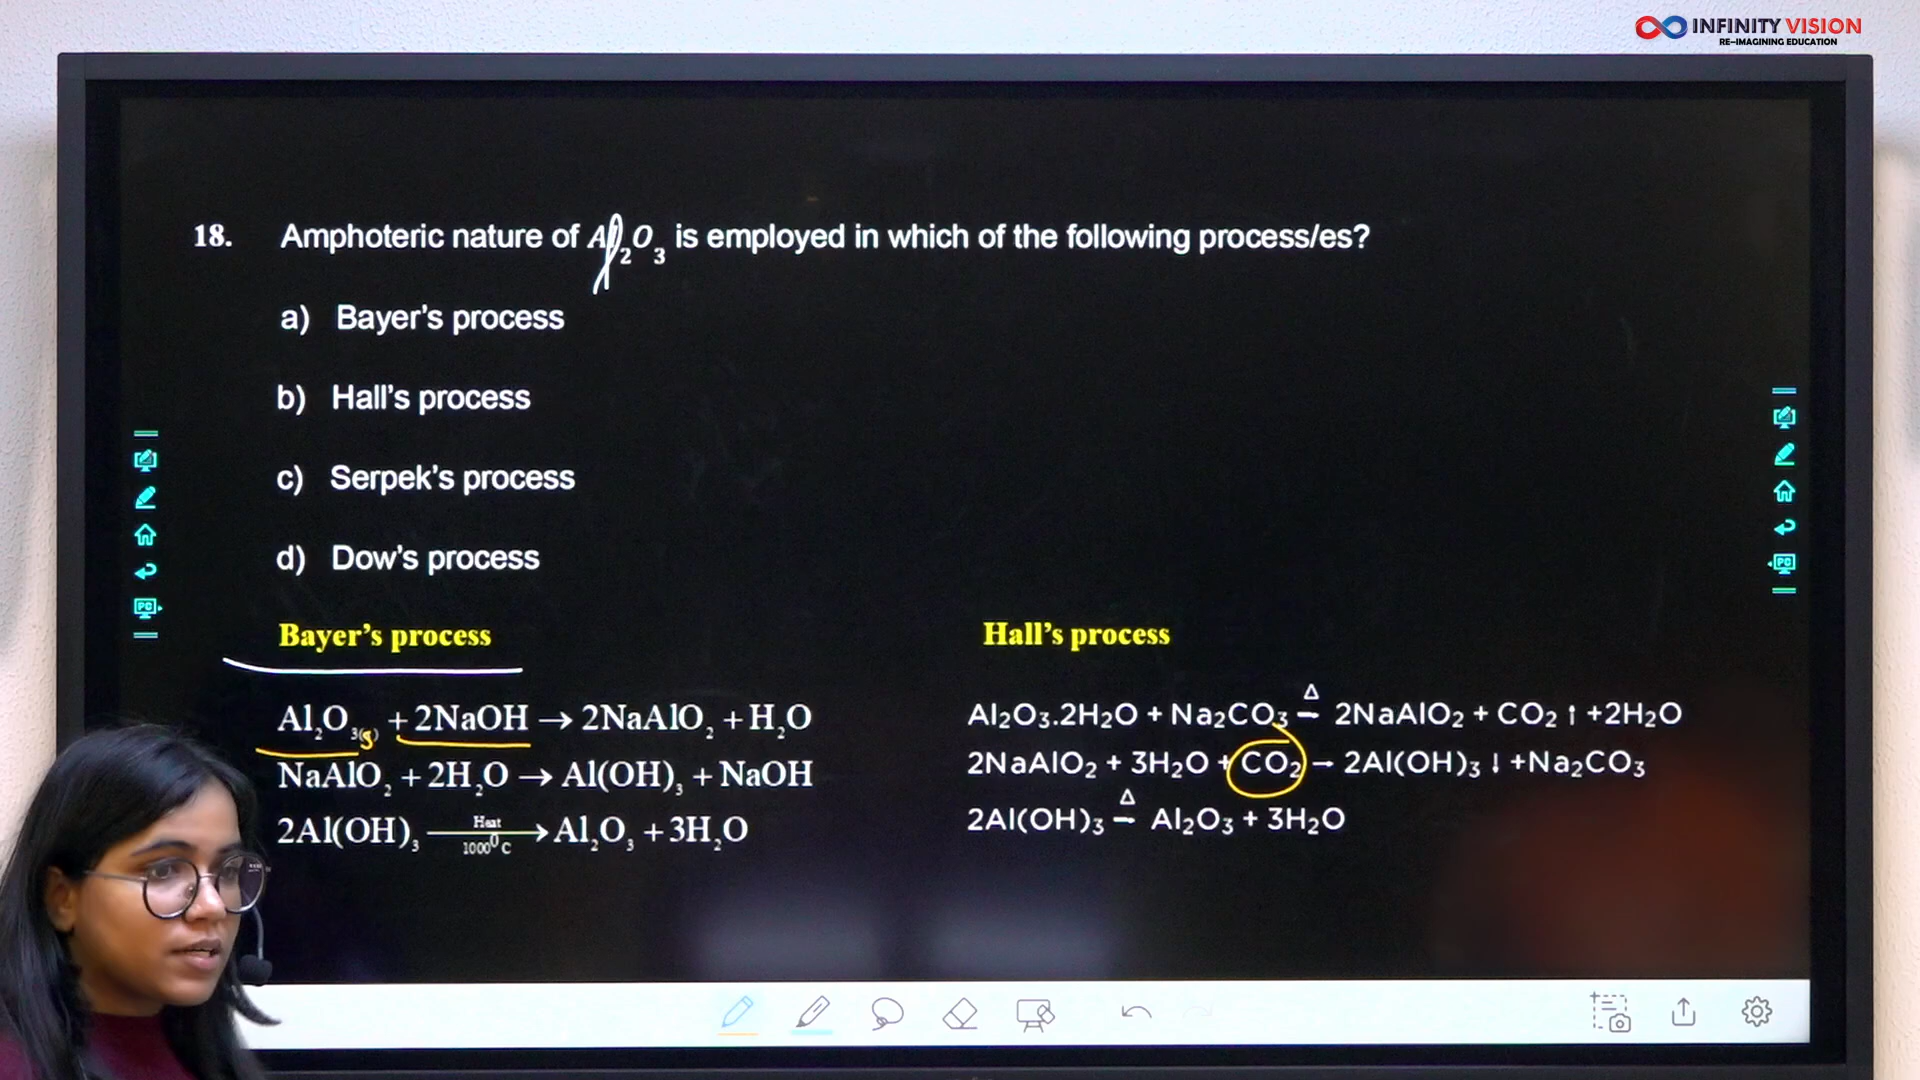 INFINITY VISION
RE-IMAGINING EDUCATION
18. Amphoteric nature of Al₂O₃ is employed in which of the following process/es?
a) Bayer's process
b) Hall's process
c) Serpek's process
d) Dow's process
Bayer's process
Al₂O₃(s) + 2NaOH → 2NaAlO₂ + H₂O
NaAlO₂ + 2H₂O → Al(OH)₃ + NaOH
2Al(OH)₃ Heat 1000⁰C → Al₂O₃ + 3H₂O
Hall's process
Al₂O₃.2H₂O + Na₂CO₃ Δ – 2NaAlO₂ + CO₂ ↑ +2H₂O
2NaAlO₂ + 3H₂O + CO₂ – 2Al(OH)₃ ↓ +Na₂CO₃
2Al(OH)₃ Δ – Al₂O₃ + 3H₂O
PC
PC